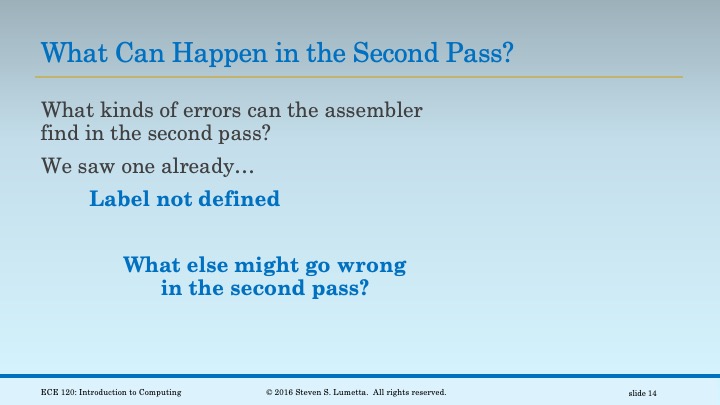 What Can Happen in the Second Pass?
What kinds of errors can the assembler
find in the second pass?
We saw one already…
Label not defined
What else might go wrong
in the second pass?
ECE 120: Introduction to Computing
© 2016 Steven S. Lumetta. All rights reserved.
slide 14